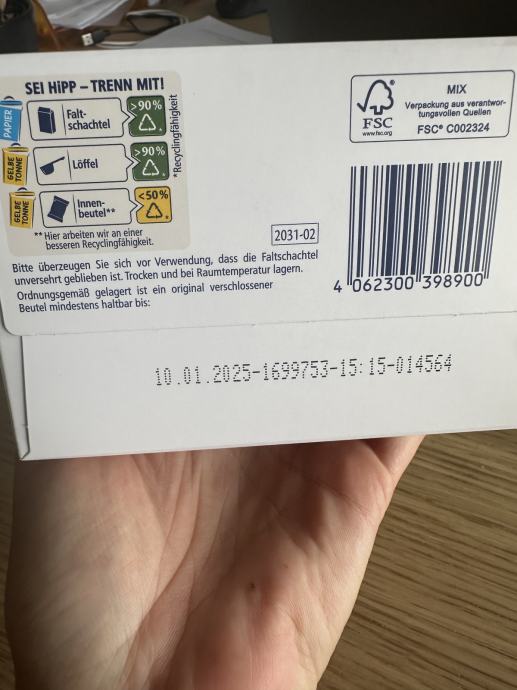 SEI HiPP – TRENN MIT!
PAPIER
Falt-
schachtel
>90%
GELBE TONNE
Löffel
>90%
GELBE TONNE
Innen-
beutel**
<50%
*Recyclingfähigkeit
** Hier arbeiten wir an einer
besseren Recyclingfähigkeit.
FSC
www.fsc.org
MIX
Verpackung aus verantwor-
tungsvollen Quellen
FSC® C002324
2031-02
4 062300 398900
Bitte überzeugen Sie sich vor Verwendung, dass die Faltschachtel
unversehrt geblieben ist. Trocken und bei Raumtemperatur lagern.
Ordnungsgemäß gelagert ist ein original verschlossener
Beutel mindestens haltbar bis:
10.01.2025-1699753-15:15-014564